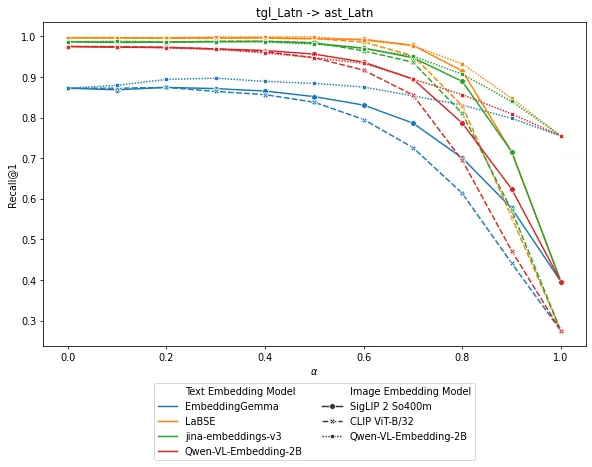 tgl_Latn -> ast_Latn
Recall@1
1.0
0.9
0.8
0.7
0.6
0.5
0.4
0.3
0.0
0.2
0.4
0.6
0.8
1.0
α
Text Embedding Model
EmbeddingGemma
LaBSE
jina-embeddings-v3
Qwen-VL-Embedding-2B
Image Embedding Model
SigLIP 2 So400m
CLIP ViT-B/32
Qwen-VL-Embedding-2B